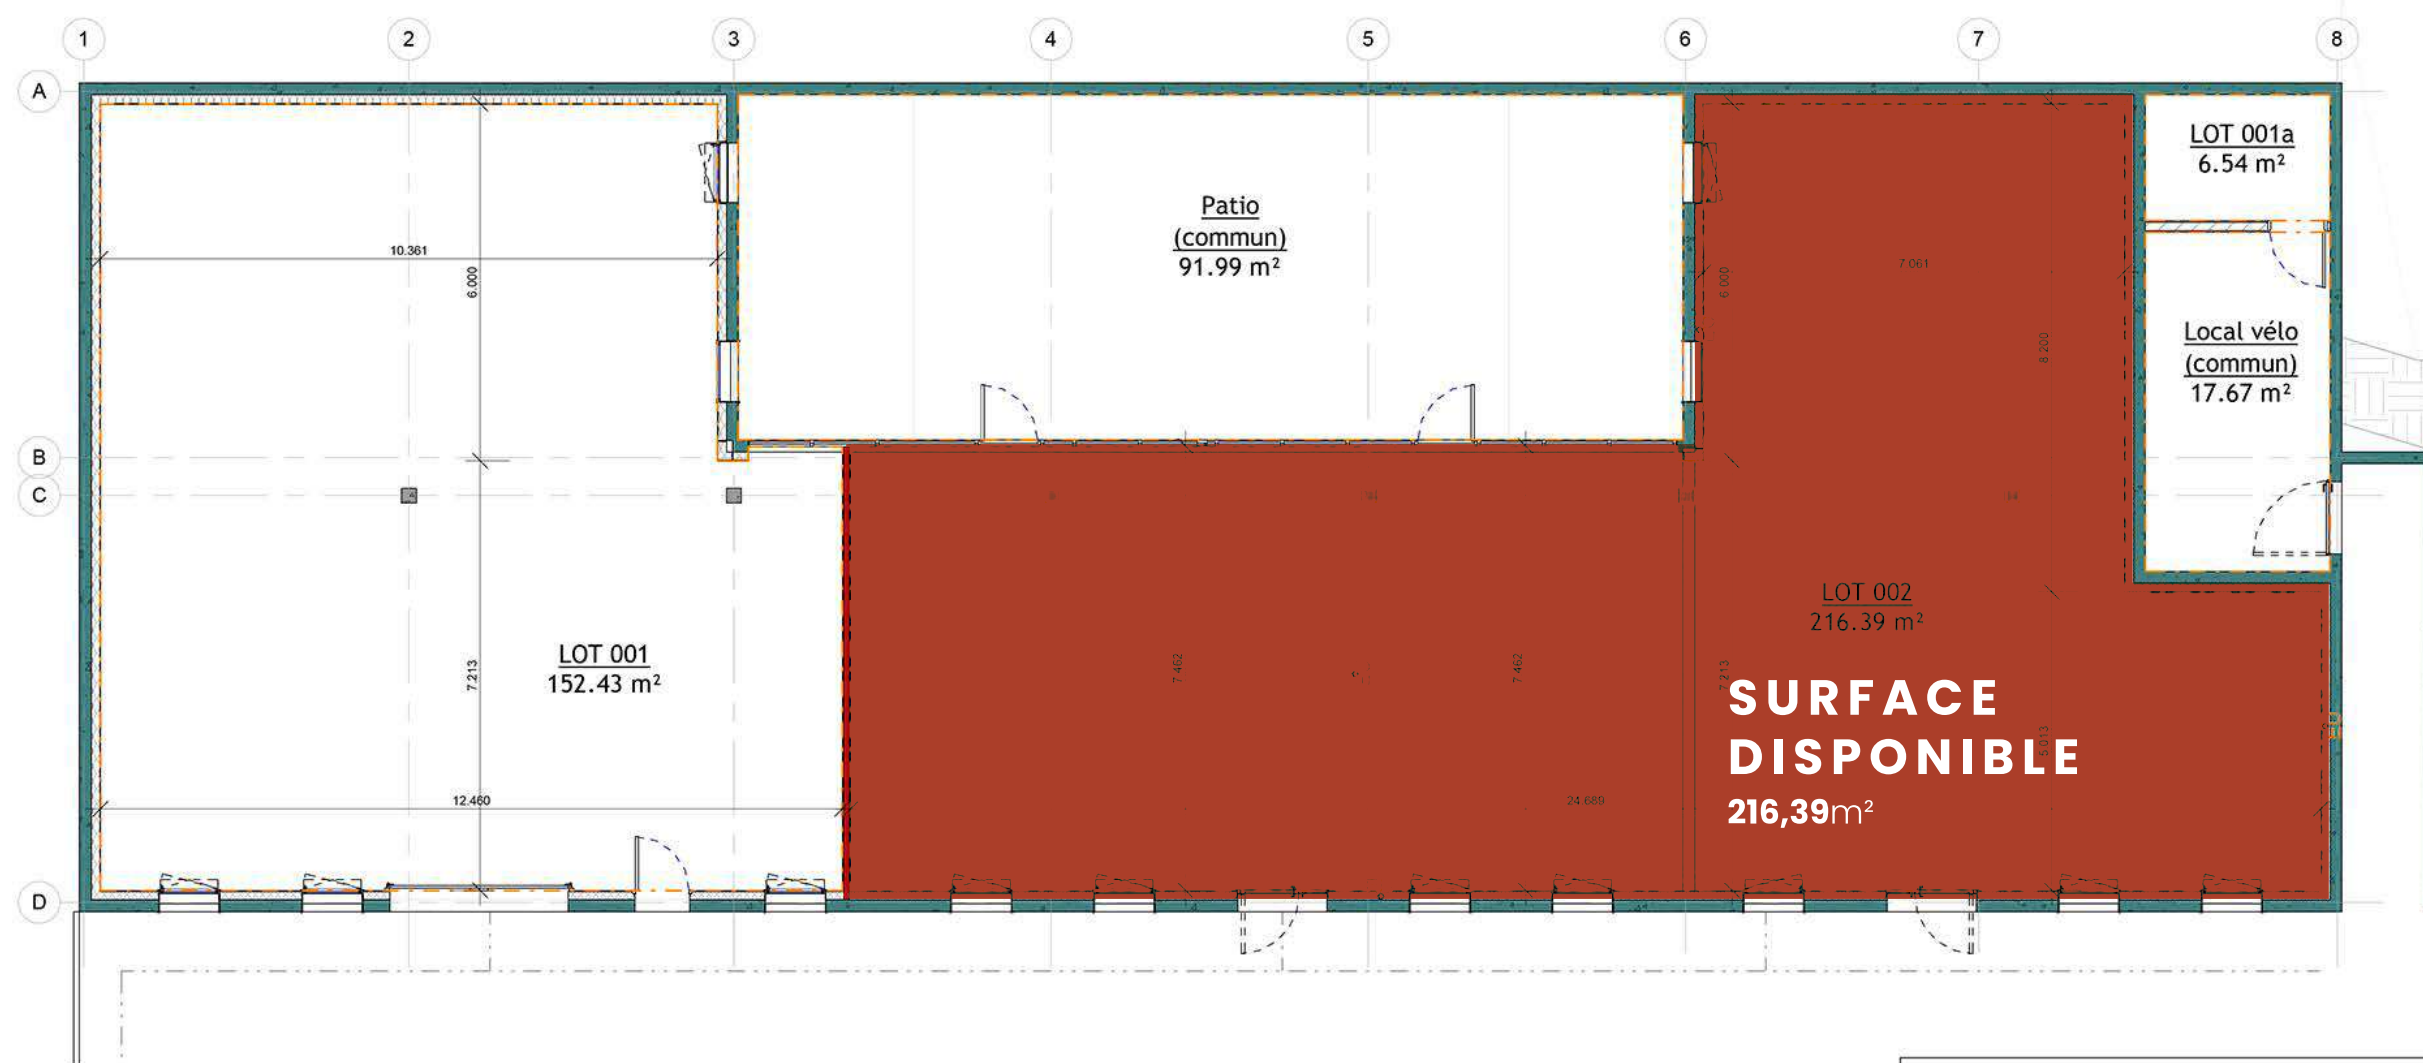 1 2 3 4 5 6 7 8
A
LOT 001a
6.54 m²
Patio
(commun)
91.99 m²
10.361
6.000
6.000
7.061
8.200
Local vélo
(commun)
17.67 m²
B
C
LOT 002
216.39 m²
LOT 001
152.43 m²
7.213
7.462
7.462
7.213
SURFACE
DISPONIBLE
216,39m²
5.013
12.460
24.689
D